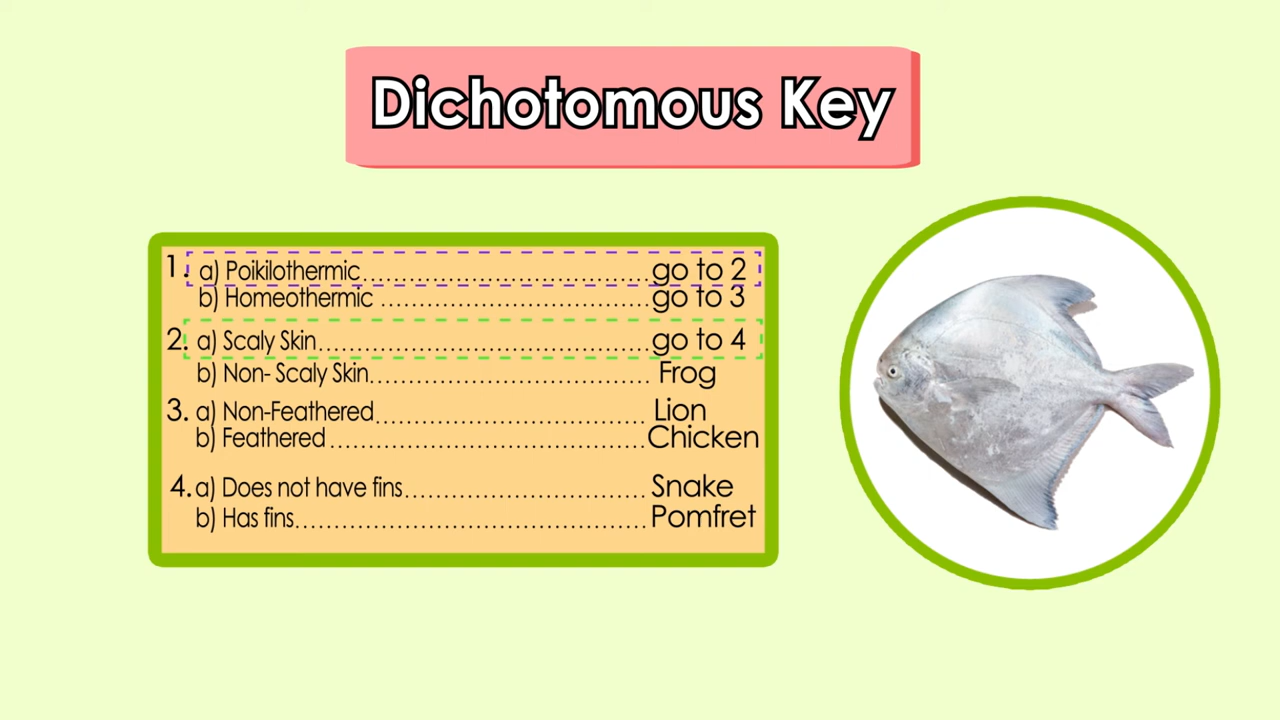 Dichotomous Key
1. a) Poikilothermic..............................go to 2
b) Homeothermic ..............................go to 3
2. a) Scaly Skin..............................go to 4
b) Non- Scaly Skin.............................. Frog
3. a) Non-Feathered.............................. Lion
b) Feathered..............................Chicken
4. a) Does not have fins..............................Snake
b) Has fins..............................Pomfret